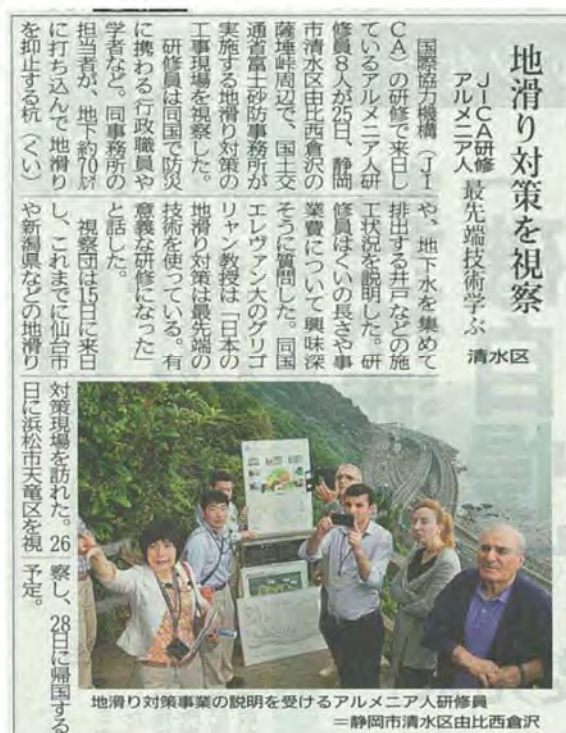 地滑り対策を視察
JICA研修
アルメニア人
最先端技術学ぶ
清水区
国際協力機構（JI
CA）の研修で来日し
ているアルメニア人研
修員８人が25日、静岡
市清水区由比西倉沢の
薩埵峠周辺で、国土交
通省富士砂防事務所が
実施する地滑り対策の
工事現場を視察した。
研修員は同国で防災
に携わる行政職員や
学者など。同事務所の
担当者が、地下約70㍍
に打ち込んで地滑り
を抑止する杭（くい）
や、地下水を集めて
排出する井戸などの施
工状況を説明した。研
修員はくいの長さや事
業費について興味深
そうに質問した。同国
エレヴァン大のグリゴ
リャン教授は「日本の
地滑り対策は最先端の
技術を使っている。有
意義な研修になった」
と話した。
視察団は15日に来日
し、これまでに仙台市
や新潟県などの地滑り
対策現場を訪れた。26
日に浜松市天竜区を視
察し、28日に帰国する
予定。
地滑り対策事業の説明を受けるアルメニア人研修員
＝静岡市清水区由比西倉沢